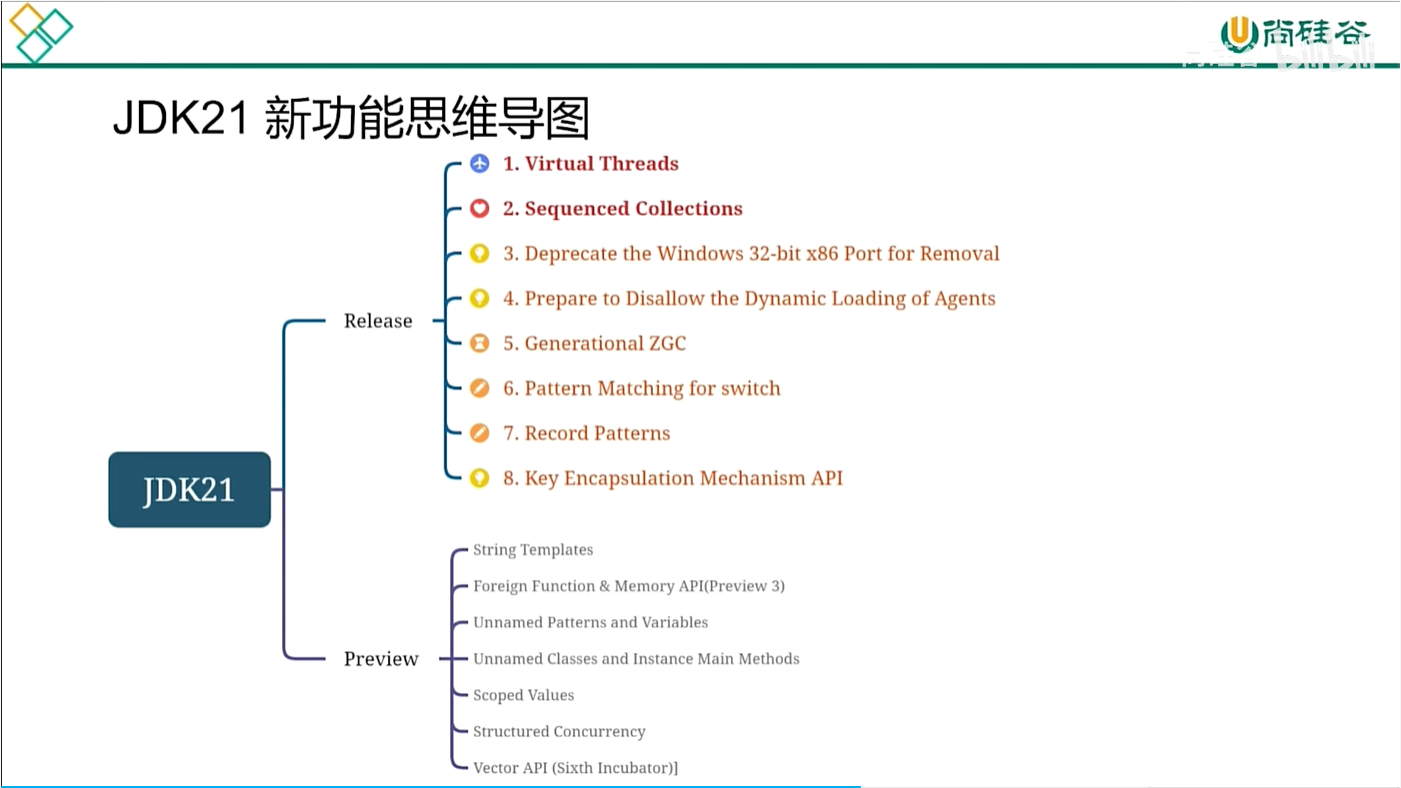 尚硅谷
bilibili
JDK21 新功能思维导图
1. Virtual Threads
2. Sequenced Collections
3. Deprecate the Windows 32-bit x86 Port for Removal
4. Prepare to Disallow the Dynamic Loading of Agents
Release
5. Generational ZGC
6. Pattern Matching for switch
7. Record Patterns
8. Key Encapsulation Mechanism API
JDK21
String Templates
Foreign Function & Memory API(Preview 3)
Unnamed Patterns and Variables
Preview
Unnamed Classes and Instance Main Methods
Scoped Values
Structured Concurrency
Vector API (Sixth Incubator)]